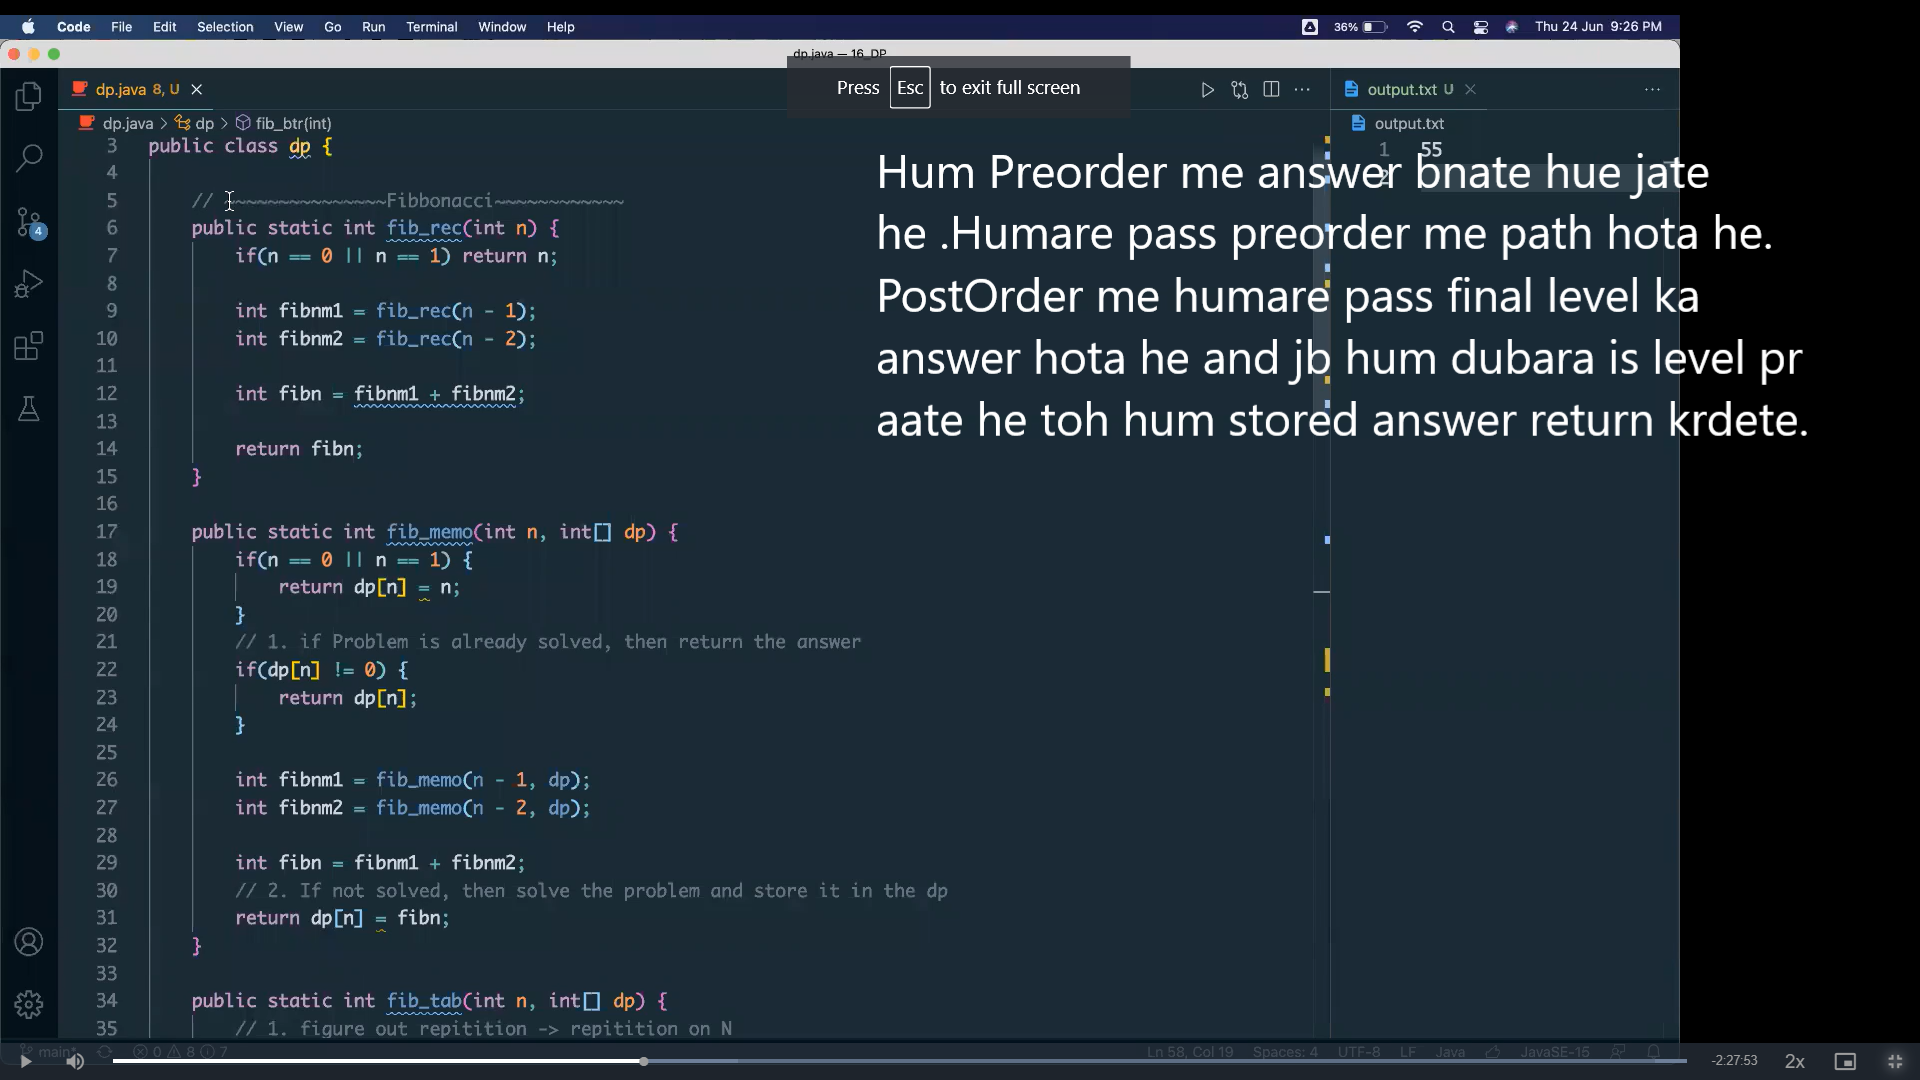 Code File Edit Selection View Go Run Terminal Window Help 36% Thu 24 Jun 9:26 PM
dp.java — 16_DP
Press Esc to exit full screen
dp.java 8, U
output.txt U
dp.java > dp > fib_btr(int)
output.txt
1 55
2
Hum Preorder me answer bnate hue jate
he .Humare pass preorder me path hota he.
PostOrder me humare pass final level ka
answer hota he and jb hum dubara is level pr
aate he toh hum stored answer return krdete.
3 public class dp {
4
5 // ~~~~~~~~~~~~~~~Fibbonacci~~~~~~~~~~~~
6 public static int fib_rec(int n) {
7 if(n == 0 || n == 1) return n;
8
9 int fibnm1 = fib_rec(n - 1);
10 int fibnm2 = fib_rec(n - 2);
11
12 int fibn = fibnm1 + fibnm2;
13
14 return fibn;
15 }
16
17 public static int fib_memo(int n, int[] dp) {
18 if(n == 0 || n == 1) {
19 return dp[n] = n;
20 }
21 // 1. if Problem is already solved, then return the answer
22 if(dp[n] != 0) {
23 return dp[n];
24 }
25
26 int fibnm1 = fib_memo(n - 1, dp);
27 int fibnm2 = fib_memo(n - 2, dp);
28
29 int fibn = fibnm1 + fibnm2;
30 // 2. If not solved, then solve the problem and store it in the dp
31 return dp[n] = fibn;
32 }
33
34 public static int fib_tab(int n, int[] dp) {
35 // 1. figure out repitition -> repitition on N
4
main* 0 8 7 Ln 58, Col 19 Spaces: 4 UTF-8 LF Java JavaSE-15
-2:27:53 2x